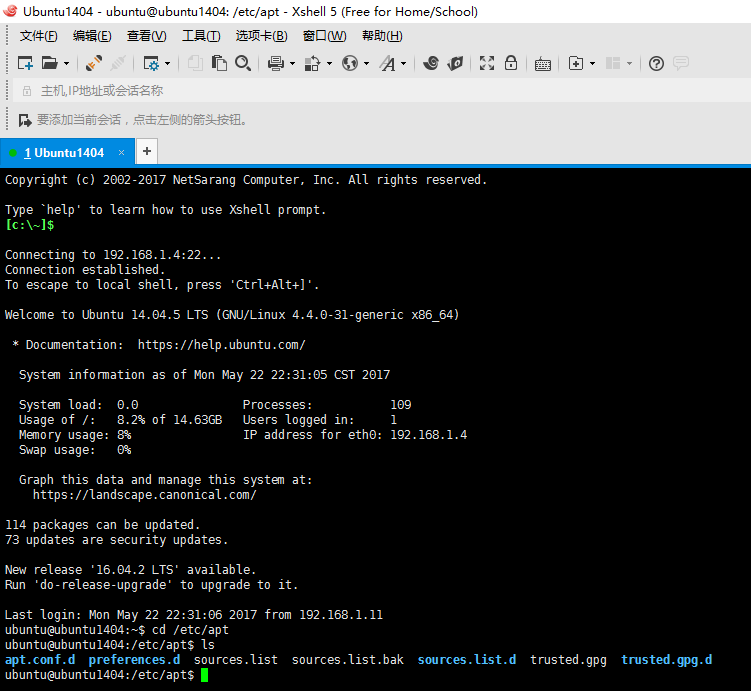 Ubuntu1404 - ubuntu@ubuntu1404: /etc/apt - Xshell 5 (Free for Home/School)
文件(F) 编辑(E) 查看(V) 工具(T) 选项卡(B) 窗口(W) 帮助(H)
主机,IP地址或会话名称
要添加当前会话，点击左侧的箭头按钮。
1 Ubuntu1404 × +
Copyright (c) 2002-2017 NetSarang Computer, Inc. All rights reserved.
Type `help' to learn how to use Xshell prompt.
[c:\~]$
Connecting to 192.168.1.4:22...
Connection established.
To escape to local shell, press 'Ctrl+Alt+]'.
Welcome to Ubuntu 14.04.5 LTS (GNU/Linux 4.4.0-31-generic x86_64)
* Documentation:  https://help.ubuntu.com/
System information as of Mon May 22 22:31:05 CST 2017
System load:  0.0               Processes:           109
Usage of /:   8.2% of 14.63GB   Users logged in:     1
Memory usage: 8%                IP address for eth0: 192.168.1.4
Swap usage:   0%
Graph this data and manage this system at:
https://landscape.canonical.com/
114 packages can be updated.
73 updates are security updates.
New release '16.04.2 LTS' available.
Run 'do-release-upgrade' to upgrade to it.
Last login: Mon May 22 22:31:06 2017 from 192.168.1.11
ubuntu@ubuntu1404:~$ cd /etc/apt
ubuntu@ubuntu1404:/etc/apt$ ls
apt.conf.d  preferences.d  sources.list  sources.list.bak  sources.list.d  trusted.gpg  trusted.gpg.d
ubuntu@ubuntu1404:/etc/apt$